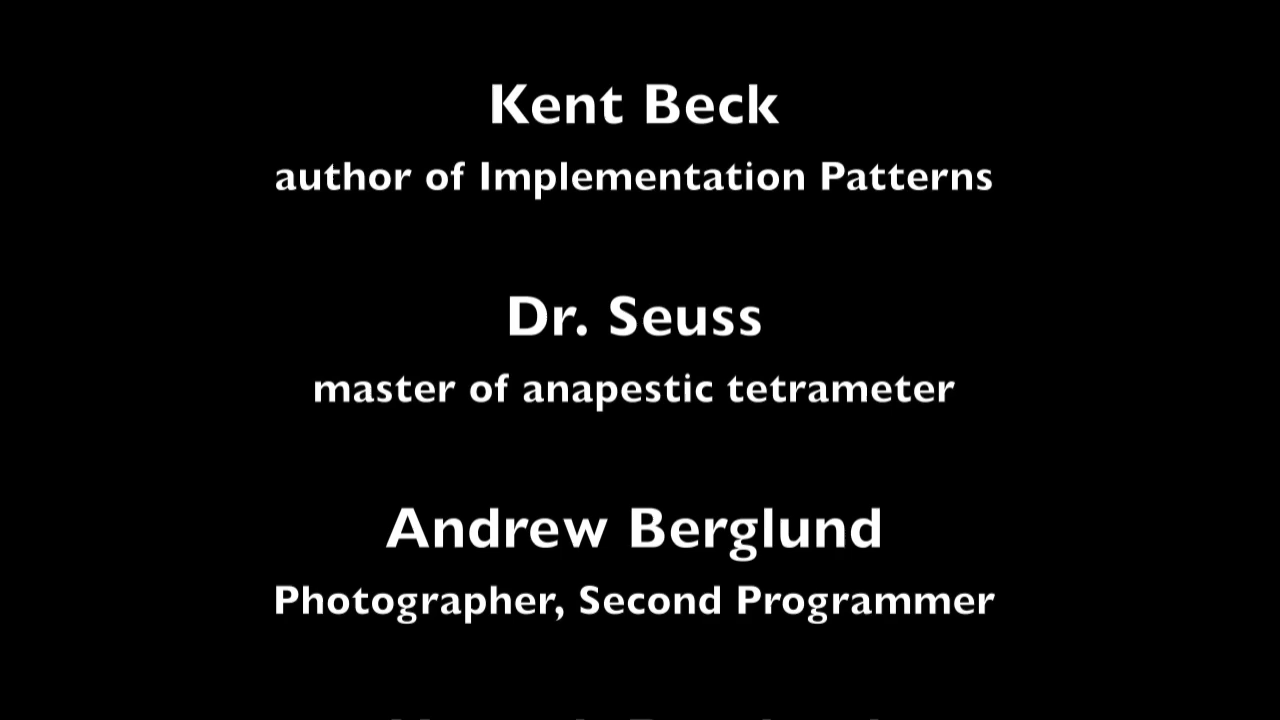 Kent Beck
author of Implementation Patterns
Dr. Seuss
master of anapestic tetrameter
Andrew Berglund
Photographer, Second Programmer